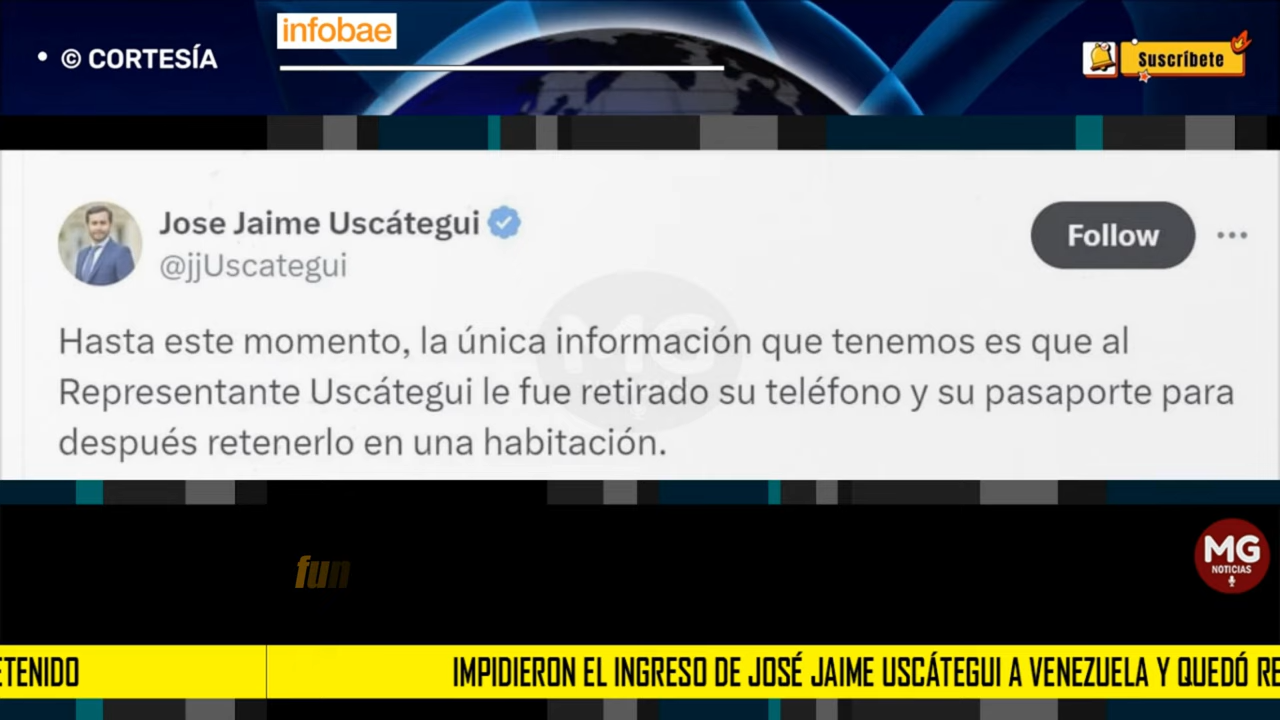 infobae
• © CORTESÍA
Suscríbete
Jose Jaime Uscátegui
@jjUscategui
Follow
Hasta este momento, la única información que tenemos es que al
Representante Uscátegui le fue retirado su teléfono y su pasaporte para
después retenerlo en una habitación.
MG
fun
MG
NOTICIAS
ETENIDO
IMPIDIERON EL INGRESO DE JOSÉ JAIME USCÁTEGUI A VENEZUELA Y QUEDÓ RE